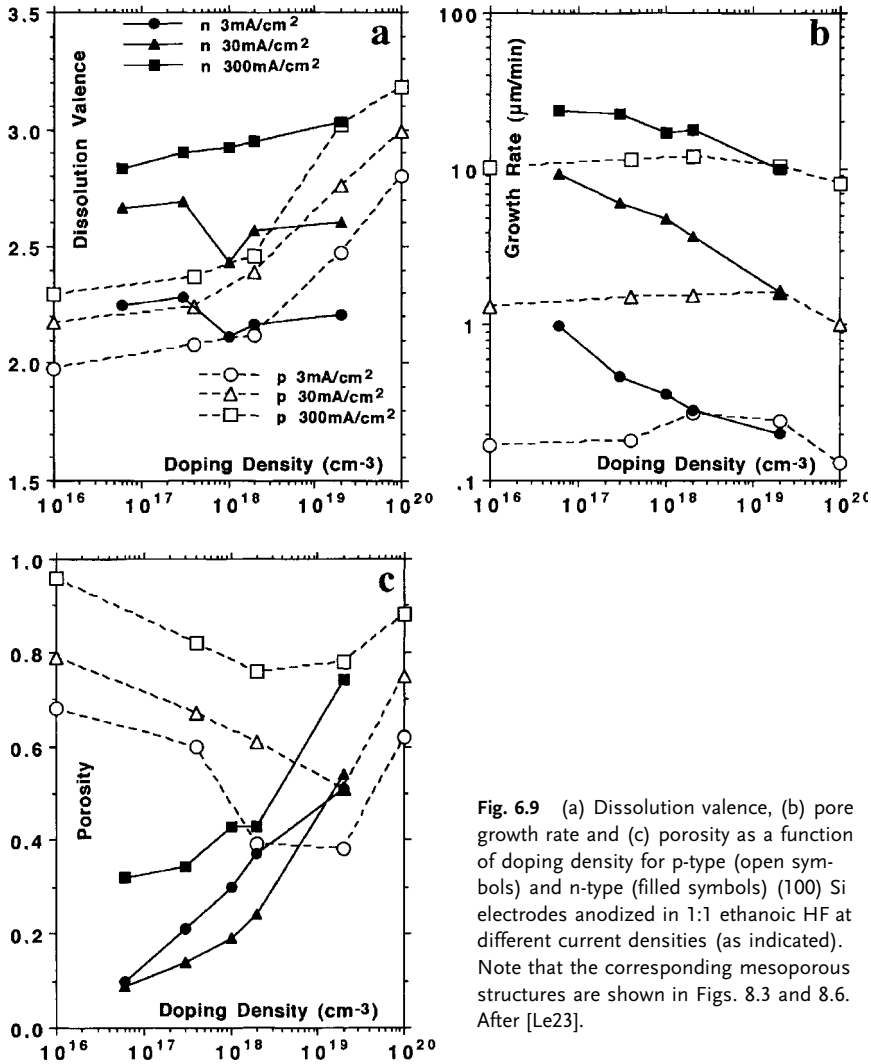 a
n 3mA/cm2
n 30mA/cm2
n 300mA/cm2
Dissolution Valence
3.5
3.0
2.5
2.0
1.5
p 3mA/cm2
p 30mA/cm2
p 300mA/cm2
Doping Density (cm-3)
10^16 10^17 10^18 10^19 10^20
b
Growth Rate (µm/min)
100
10
1
.1
Doping Density (cm-3)
10^16 10^17 10^18 10^19 10^20
c
Porosity
1.0
0.8
0.6
0.4
0.2
0.0
Doping Density (cm-3)
10^16 10^17 10^18 10^19 10^20
Fig. 6.9 (a) Dissolution valence, (b) pore
growth rate and (c) porosity as a function
of doping density for p-type (open sym-
bols) and n-type (filled symbols) (100) Si
electrodes anodized in 1:1 ethanoic HF at
different current densities (as indicated).
Note that the corresponding mesoporous
structures are shown in Figs. 8.3 and 8.6.
After [Le23].